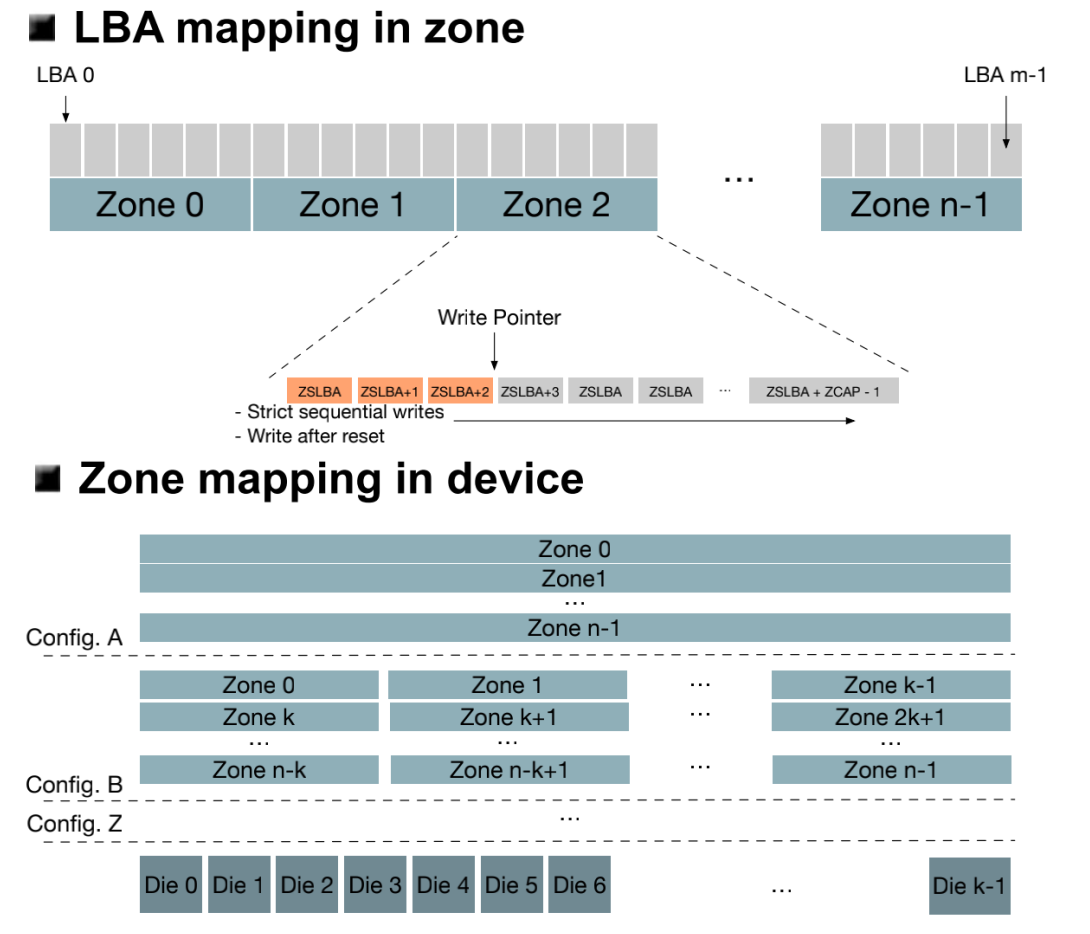 LBA mapping in zone
LBA 0
LBA m-1
Zone 0
Zone 1
Zone 2
...
Zone n-1
Write Pointer
ZSLBA
ZSLBA+1
ZSLBA+2
ZSLBA+3
ZSLBA
ZSLBA
...
ZSLBA + ZCAP - 1
- Strict sequential writes
- Write after reset
Zone mapping in device
Zone 0
Zone1
...
Zone n-1
Config. A
Zone 0
Zone 1
...
Zone k-1
Zone k
Zone k+1
...
Zone 2k+1
...
...
...
Zone n-k
Zone n-k+1
...
Zone n-1
Config. B
Config. Z
...
Die 0
Die 1
Die 2
Die 3
Die 4
Die 5
Die 6
...
Die k-1